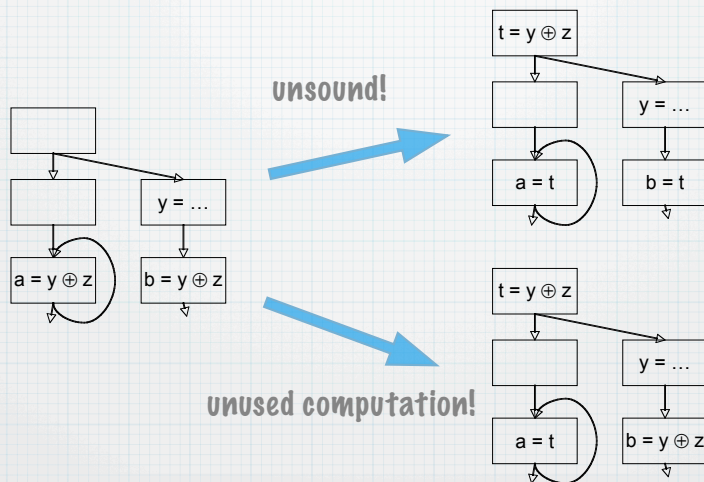 y = …
a = y ⊕ z
b = y ⊕ z
unsound!
t = y ⊕ z
y = …
a = t
b = t
unused computation!
t = y ⊕ z
y = …
a = t
b = y ⊕ z